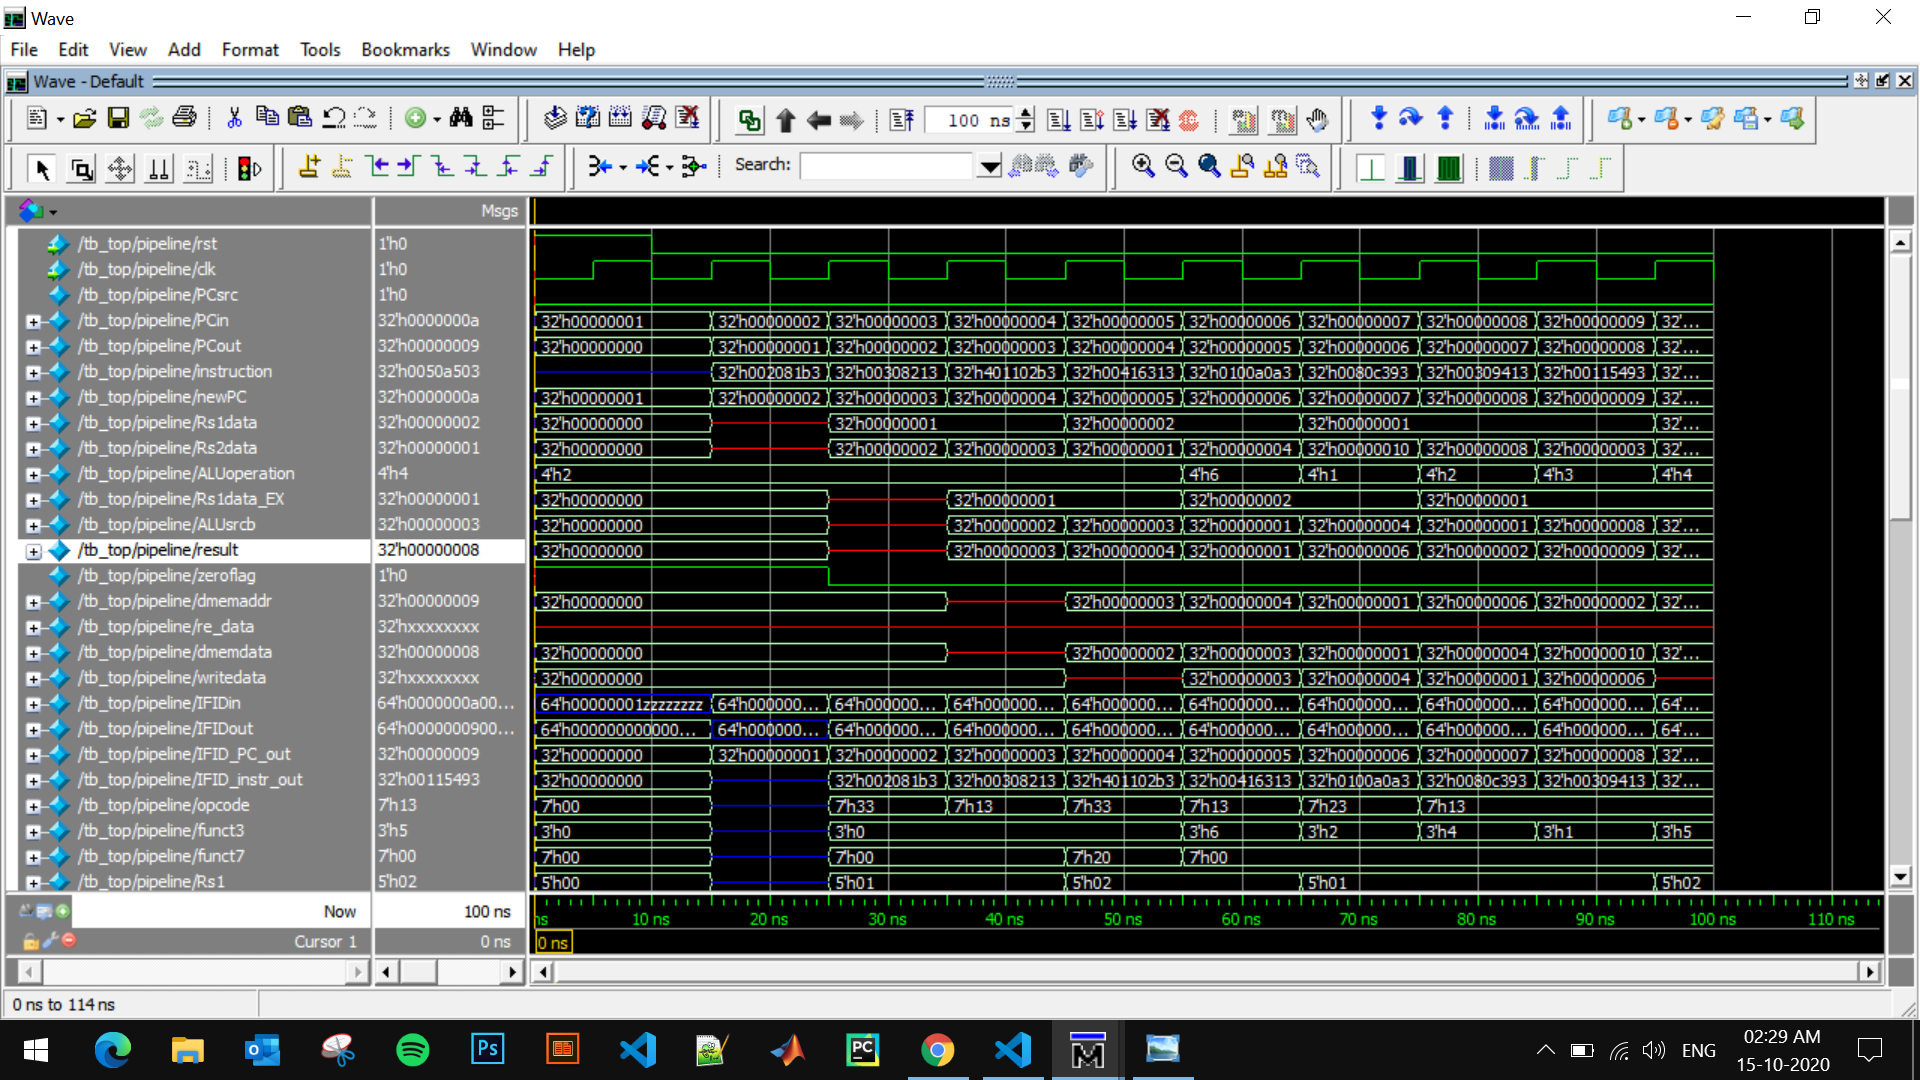 Wave
File Edit View Add Format Tools Bookmarks Window Help
Wave - Default
100 ns
Search:
Msgs
/tb_top/pipeline/rst 1'h0
/tb_top/pipeline/clk 1'h0
/tb_top/pipeline/PCsrc 1'h0
/tb_top/pipeline/PCin 32'h0000000a 32'h00000001 32'h00000002 32'h00000003 32'h00000004 32'h00000005 32'h00000006 32'h00000007 32'h00000008 32'h00000009 32'...
/tb_top/pipeline/PCout 32'h00000009 32'h00000000 32'h00000001 32'h00000002 32'h00000003 32'h00000004 32'h00000005 32'h00000006 32'h00000007 32'h00000008 32'...
/tb_top/pipeline/instruction 32'h0050a503 32'h002081b3 32'h00308213 32'h401102b3 32'h00416313 32'h0100a0a3 32'h0080c393 32'h00309413 32'h00115493 32'...
/tb_top/pipeline/newPC 32'h0000000a 32'h00000001 32'h00000002 32'h00000003 32'h00000004 32'h00000005 32'h00000006 32'h00000007 32'h00000008 32'h00000009 32'...
/tb_top/pipeline/Rs1data 32'h00000002 32'h00000000 32'h00000001 32'h00000002 32'h00000001 32'...
/tb_top/pipeline/Rs2data 32'h00000001 32'h00000000 32'h00000002 32'h00000003 32'h00000001 32'h00000004 32'h00000010 32'h00000008 32'h00000003 32'...
/tb_top/pipeline/ALUoperation 4'h4 4'h2 4'h6 4'h1 4'h2 4'h3 4'h4
/tb_top/pipeline/Rs1data_EX 32'h00000001 32'h00000000 32'h00000001 32'h00000002 32'h00000001
/tb_top/pipeline/ALUsrcb 32'h00000003 32'h00000000 32'h00000002 32'h00000003 32'h00000001 32'h00000004 32'h00000001 32'h00000008 32'...
/tb_top/pipeline/result 32'h00000008 32'h00000000 32'h00000003 32'h00000004 32'h00000001 32'h00000006 32'h00000002 32'h00000009 32'...
/tb_top/pipeline/zeroflag 1'h0
/tb_top/pipeline/dmemaddr 32'h00000009 32'h00000000 32'h00000003 32'h00000004 32'h00000001 32'h00000006 32'h00000002 32'...
/tb_top/pipeline/re_data 32'hxxxxxxxx
/tb_top/pipeline/dmemdata 32'h00000008 32'h00000000 32'h00000002 32'h00000003 32'h00000001 32'h00000004 32'h00000010 32'...
/tb_top/pipeline/writedata 32'hxxxxxxxx 32'h00000000 32'h00000003 32'h00000004 32'h00000001 32'h00000006
/tb_top/pipeline/IFIDin 64'h0000000a00... 64'h00000001zzzzzzzz 64'h000000... 64'h000000... 64'h000000... 64'h000000... 64'h000000... 64'h000000... 64'h000000... 64'h000000... 64'...
/tb_top/pipeline/IFIDout 64'h0000000900... 64'h000000000000... 64'h000000... 64'h000000... 64'h000000... 64'h000000... 64'h000000... 64'h000000... 64'h000000... 64'h000000... 64'...
/tb_top/pipeline/IFID_PC_out 32'h00000009 32'h00000000 32'h00000001 32'h00000002 32'h00000003 32'h00000004 32'h00000005 32'h00000006 32'h00000007 32'h00000008 32'...
/tb_top/pipeline/IFID_instr_out 32'h00115493 32'h00000000 32'h002081b3 32'h00308213 32'h401102b3 32'h00416313 32'h0100a0a3 32'h0080c393 32'h00309413 32'...
/tb_top/pipeline/opcode 7'h13 7'h00 7'h33 7'h13 7'h33 7'h13 7'h23 7'h13
/tb_top/pipeline/funct3 3'h5 3'h0 3'h0 3'h6 3'h2 3'h4 3'h1 3'h5
/tb_top/pipeline/funct7 7'h00 7'h00 7'h00 7'h20 7'h00
/tb_top/pipeline/Rs1 5'h02 5'h00 5'h01 5'h02 5'h01 5'h02
Now 100 ns ns 10 ns 20 ns 30 ns 40 ns 50 ns 60 ns 70 ns 80 ns 90 ns 100 ns 110 ns
Cursor 1 0 ns 0 ns
0 ns to 114 ns
Ps PC M ENG 02:29 AM
15-10-2020